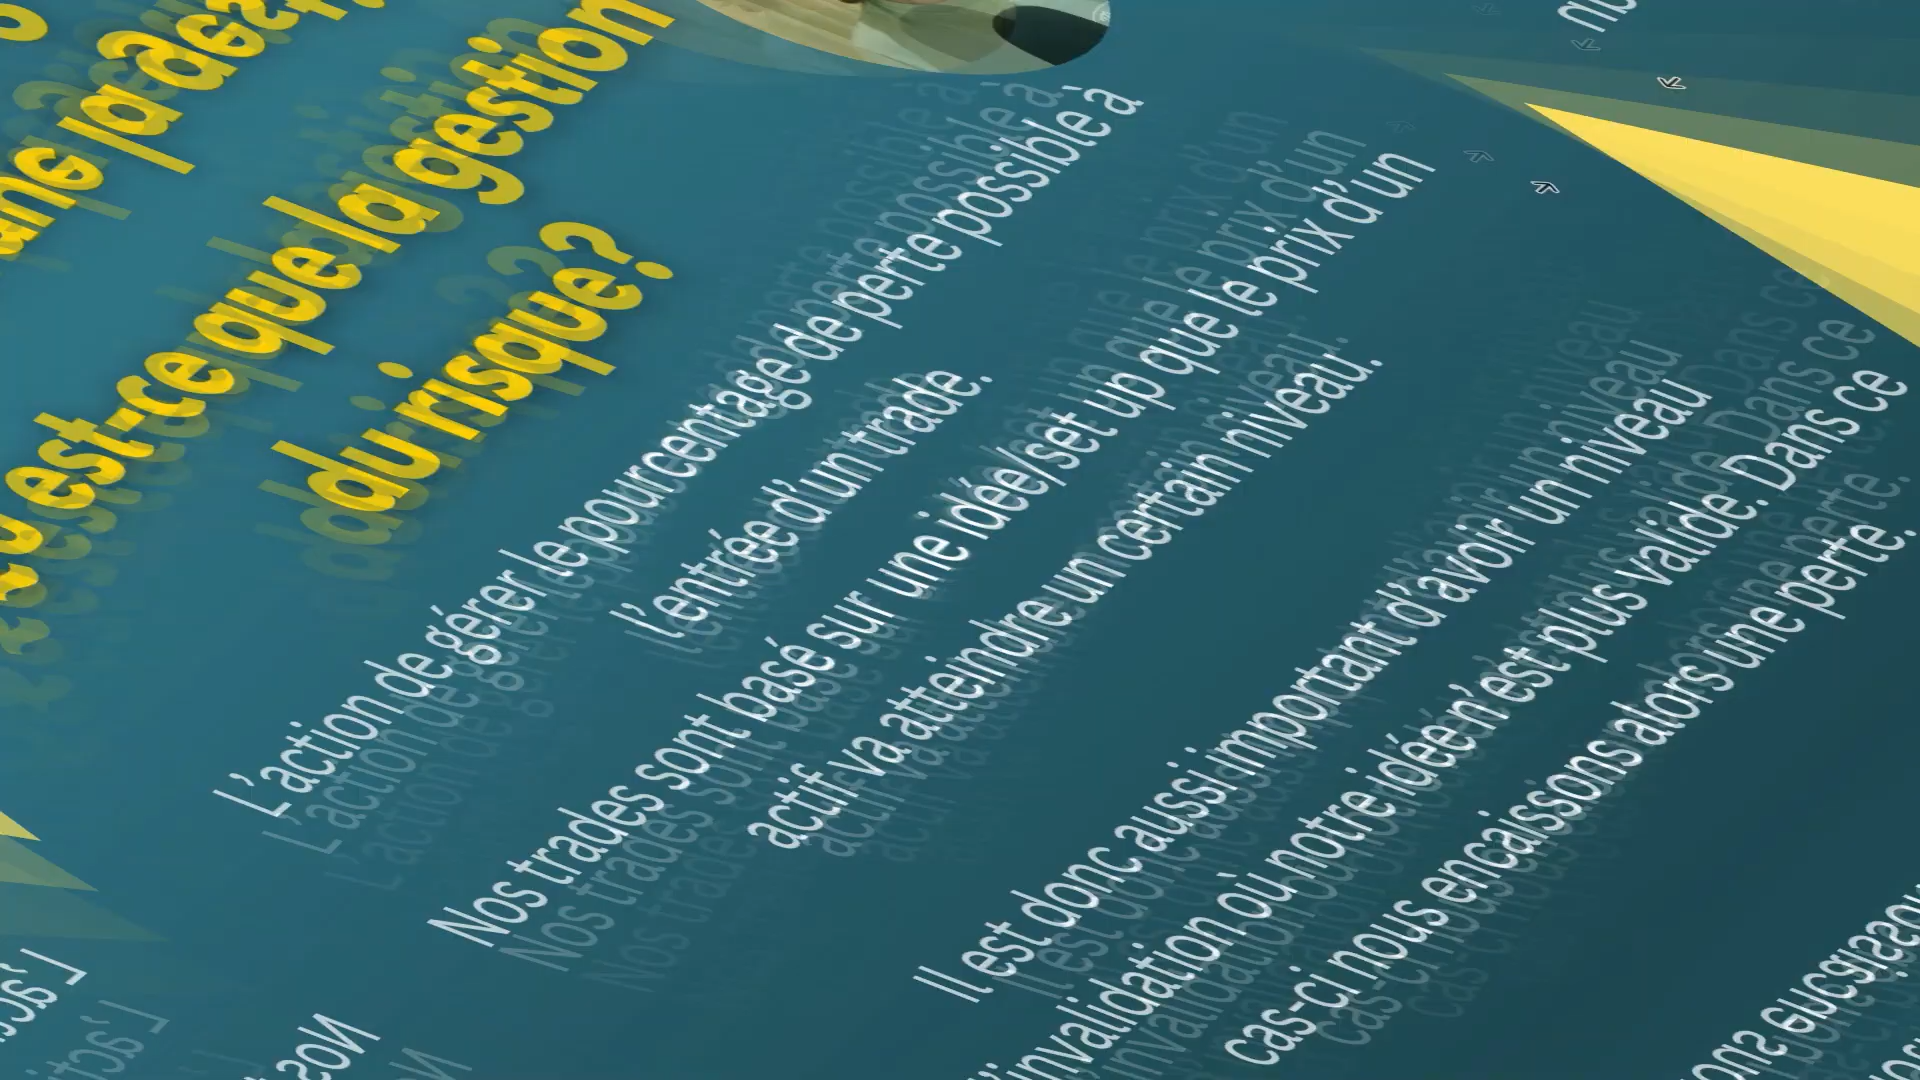 Qu'est-ce que la gestion
du risque?
L'action de gérer le pourcentage de perte possible à
l'entrée d'un trade.
Nos trades sont basé sur une idée/set up que le prix d'un
actif va atteindre un certain niveau.
Il est donc aussi important d'avoir un niveau
d'invalidation où notre idée n'est plus valide. Dans ce
cas-ci nous encaissons alors une perte.